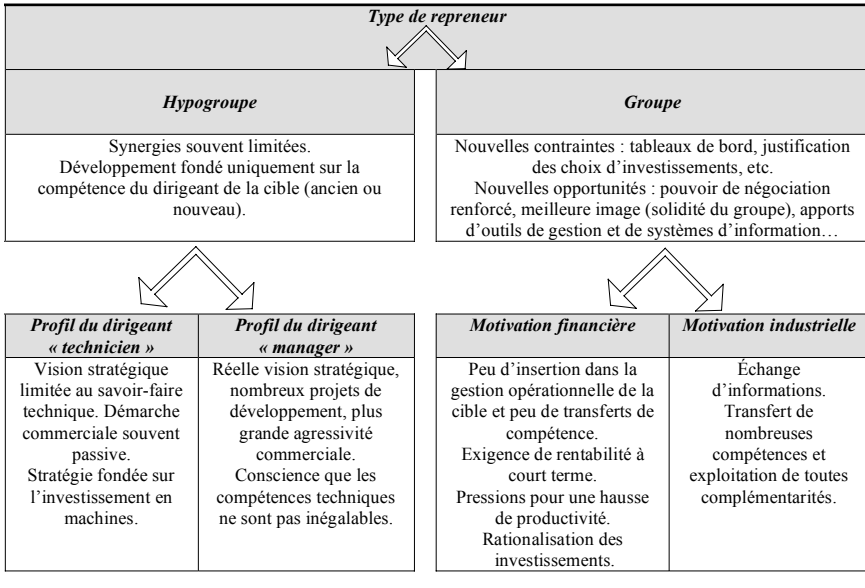 Type de repreneur
Hypogroupe
Synergies souvent limitées.
Développement fondé uniquement sur la
compétence du dirigeant de la cible (ancien ou
nouveau).
Groupe
Nouvelles contraintes : tableaux de bord, justification
des choix d’investissements, etc.
Nouvelles opportunités : pouvoir de négociation
renforcé, meilleure image (solidité du groupe), apports
d’outils de gestion et de systèmes d’information…
Profil du dirigeant
« technicien »
Vision stratégique
limitée au savoir-faire
technique. Démarche
commerciale souvent
passive.
Stratégie fondée sur
l’investissement en
machines.
Profil du dirigeant
« manager »
Réelle vision stratégique,
nombreux projets de
développement, plus
grande agressivité
commerciale.
Conscience que les
compétences techniques
ne sont pas inégalables.
Motivation financière
Peu d’insertion dans la
gestion opérationnelle de la
cible et peu de transferts de
compétence.
Exigence de rentabilité à
court terme.
Pressions pour une hausse
de productivité.
Rationalisation des
investissements.
Motivation industrielle
Échange
d’informations.
Transfert de
nombreuses
compétences et
exploitation de toutes
complémentarités.